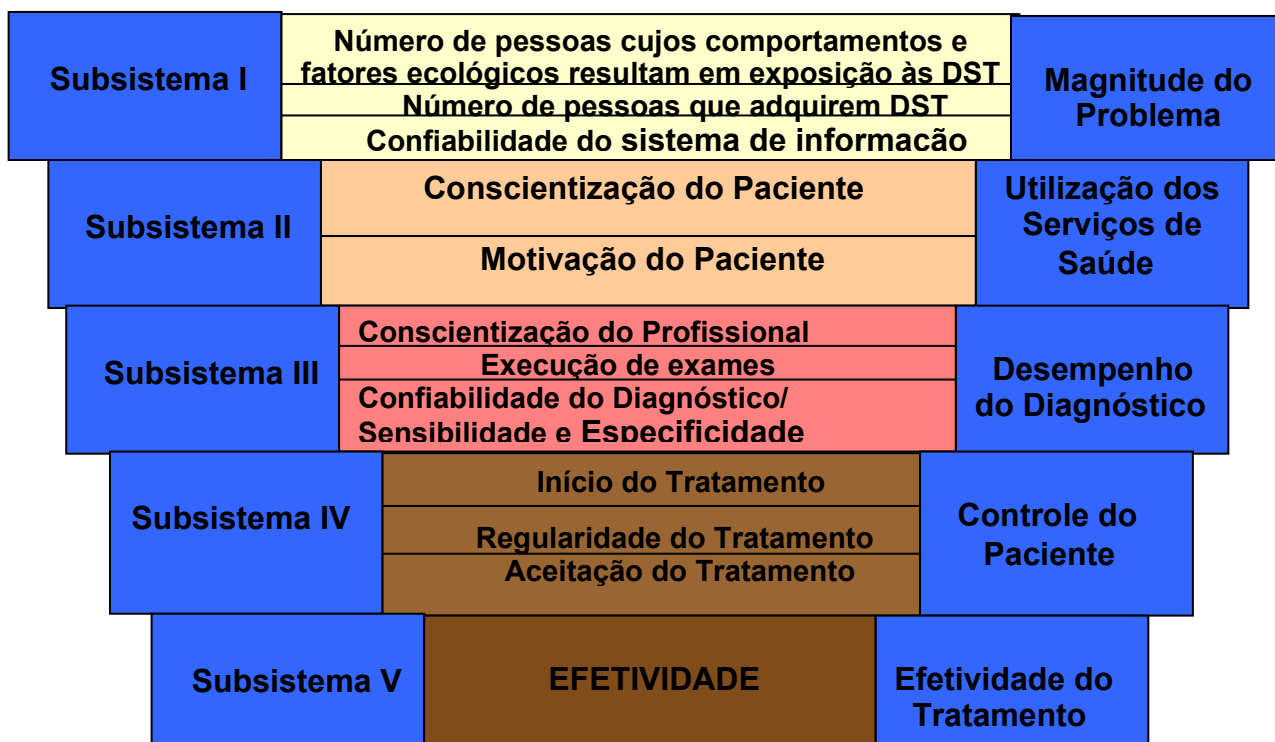 Subsistema I
Número de pessoas cujos comportamentos e
fatores ecológicos resultam em exposição às DST
Número de pessoas que adquirem DST
Confiabilidade do sistema de informacão
Magnitude do
Problema
Subsistema II
Conscientização do Paciente
Motivação do Paciente
Utilização dos
Serviços de
Saúde
Subsistema III
Conscientização do Profissional
Execução de exames
Confiabilidade do Diagnóstico/
Sensibilidade e Especificidade
Desempenho
do Diagnóstico
Subsistema IV
Início do Tratamento
Regularidade do Tratamento
Aceitação do Tratamento
Controle do
Paciente
Subsistema V
EFETIVIDADE
Efetividade do
Tratamento